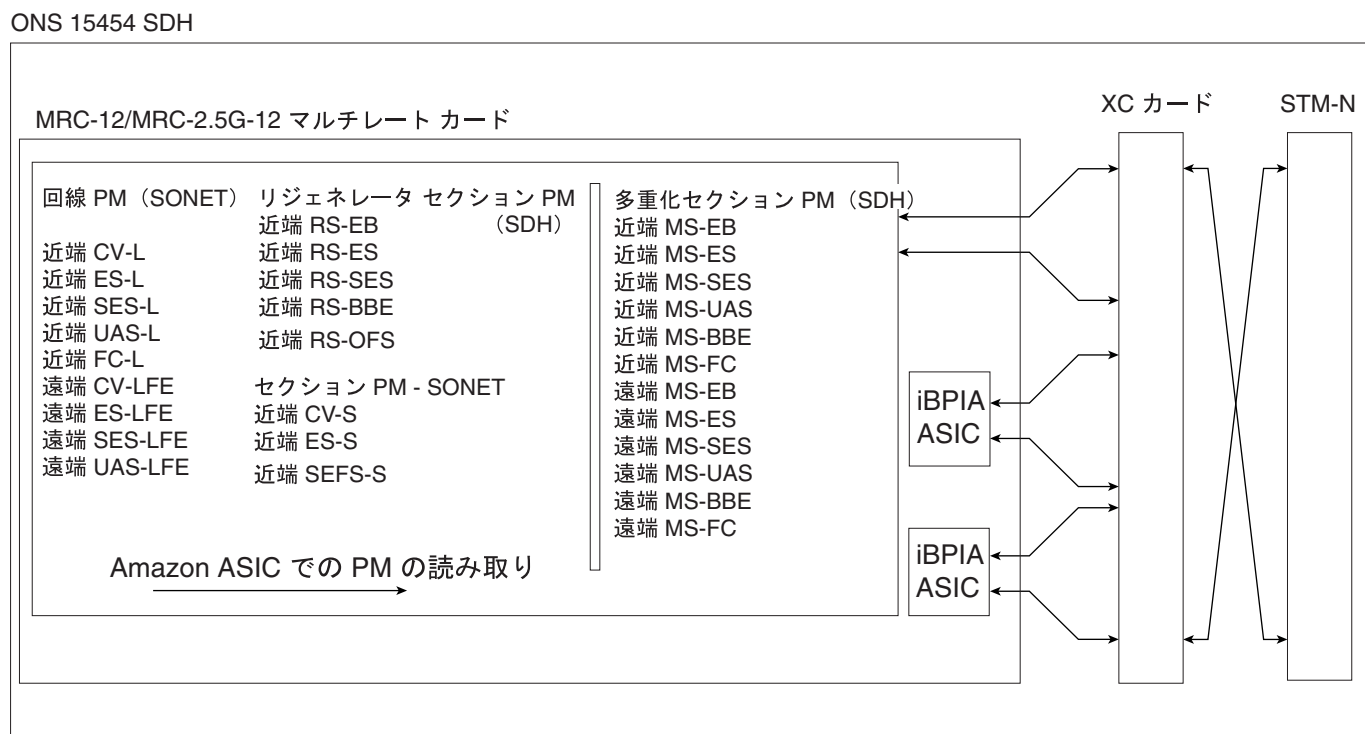 ONS 15454 SDH
MRC-12/MRC-2.5G-12 マルチレート カード
XC カード
STM-N
回線 PM（SONET）
近端 CV-L
近端 ES-L
近端 SES-L
近端 UAS-L
近端 FC-L
遠端 CV-LFE
遠端 ES-LFE
遠端 SES-LFE
遠端 UAS-LFE
リジェネレータ セクション PM
（SDH）
近端 RS-EB
近端 RS-ES
近端 RS-SES
近端 RS-BBE
近端 RS-OFS
セクション PM - SONET
近端 CV-S
近端 ES-S
近端 SEFS-S
多重化セクション PM（SDH）
近端 MS-EB
近端 MS-ES
近端 MS-SES
近端 MS-UAS
近端 MS-BBE
近端 MS-FC
遠端 MS-EB
遠端 MS-ES
遠端 MS-SES
遠端 MS-UAS
遠端 MS-BBE
遠端 MS-FC
Amazon ASIC での PM の読み取り
iBPIA
ASIC
iBPIA
ASIC